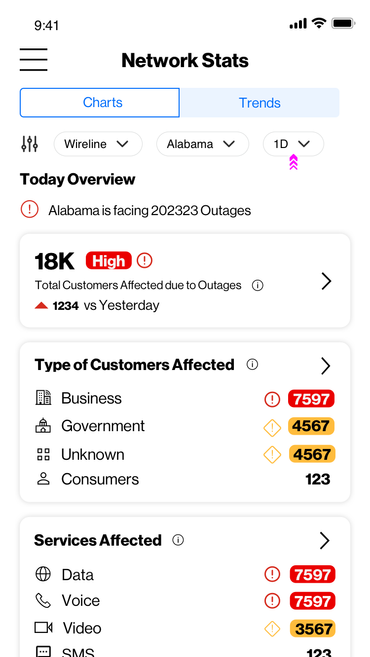 9:41
Network Stats
Charts Trends
Wireline Alabama 1D
Today Overview
Alabama is facing 202323 Outages
18K High
Total Customers Affected due to Outages
1234 vs Yesterday
Type of Customers Affected
Business 7597
Government 4567
Unknown 4567
Consumers 123
Services Affected
Data 7597
Voice 7597
Video 3567
SMS 123